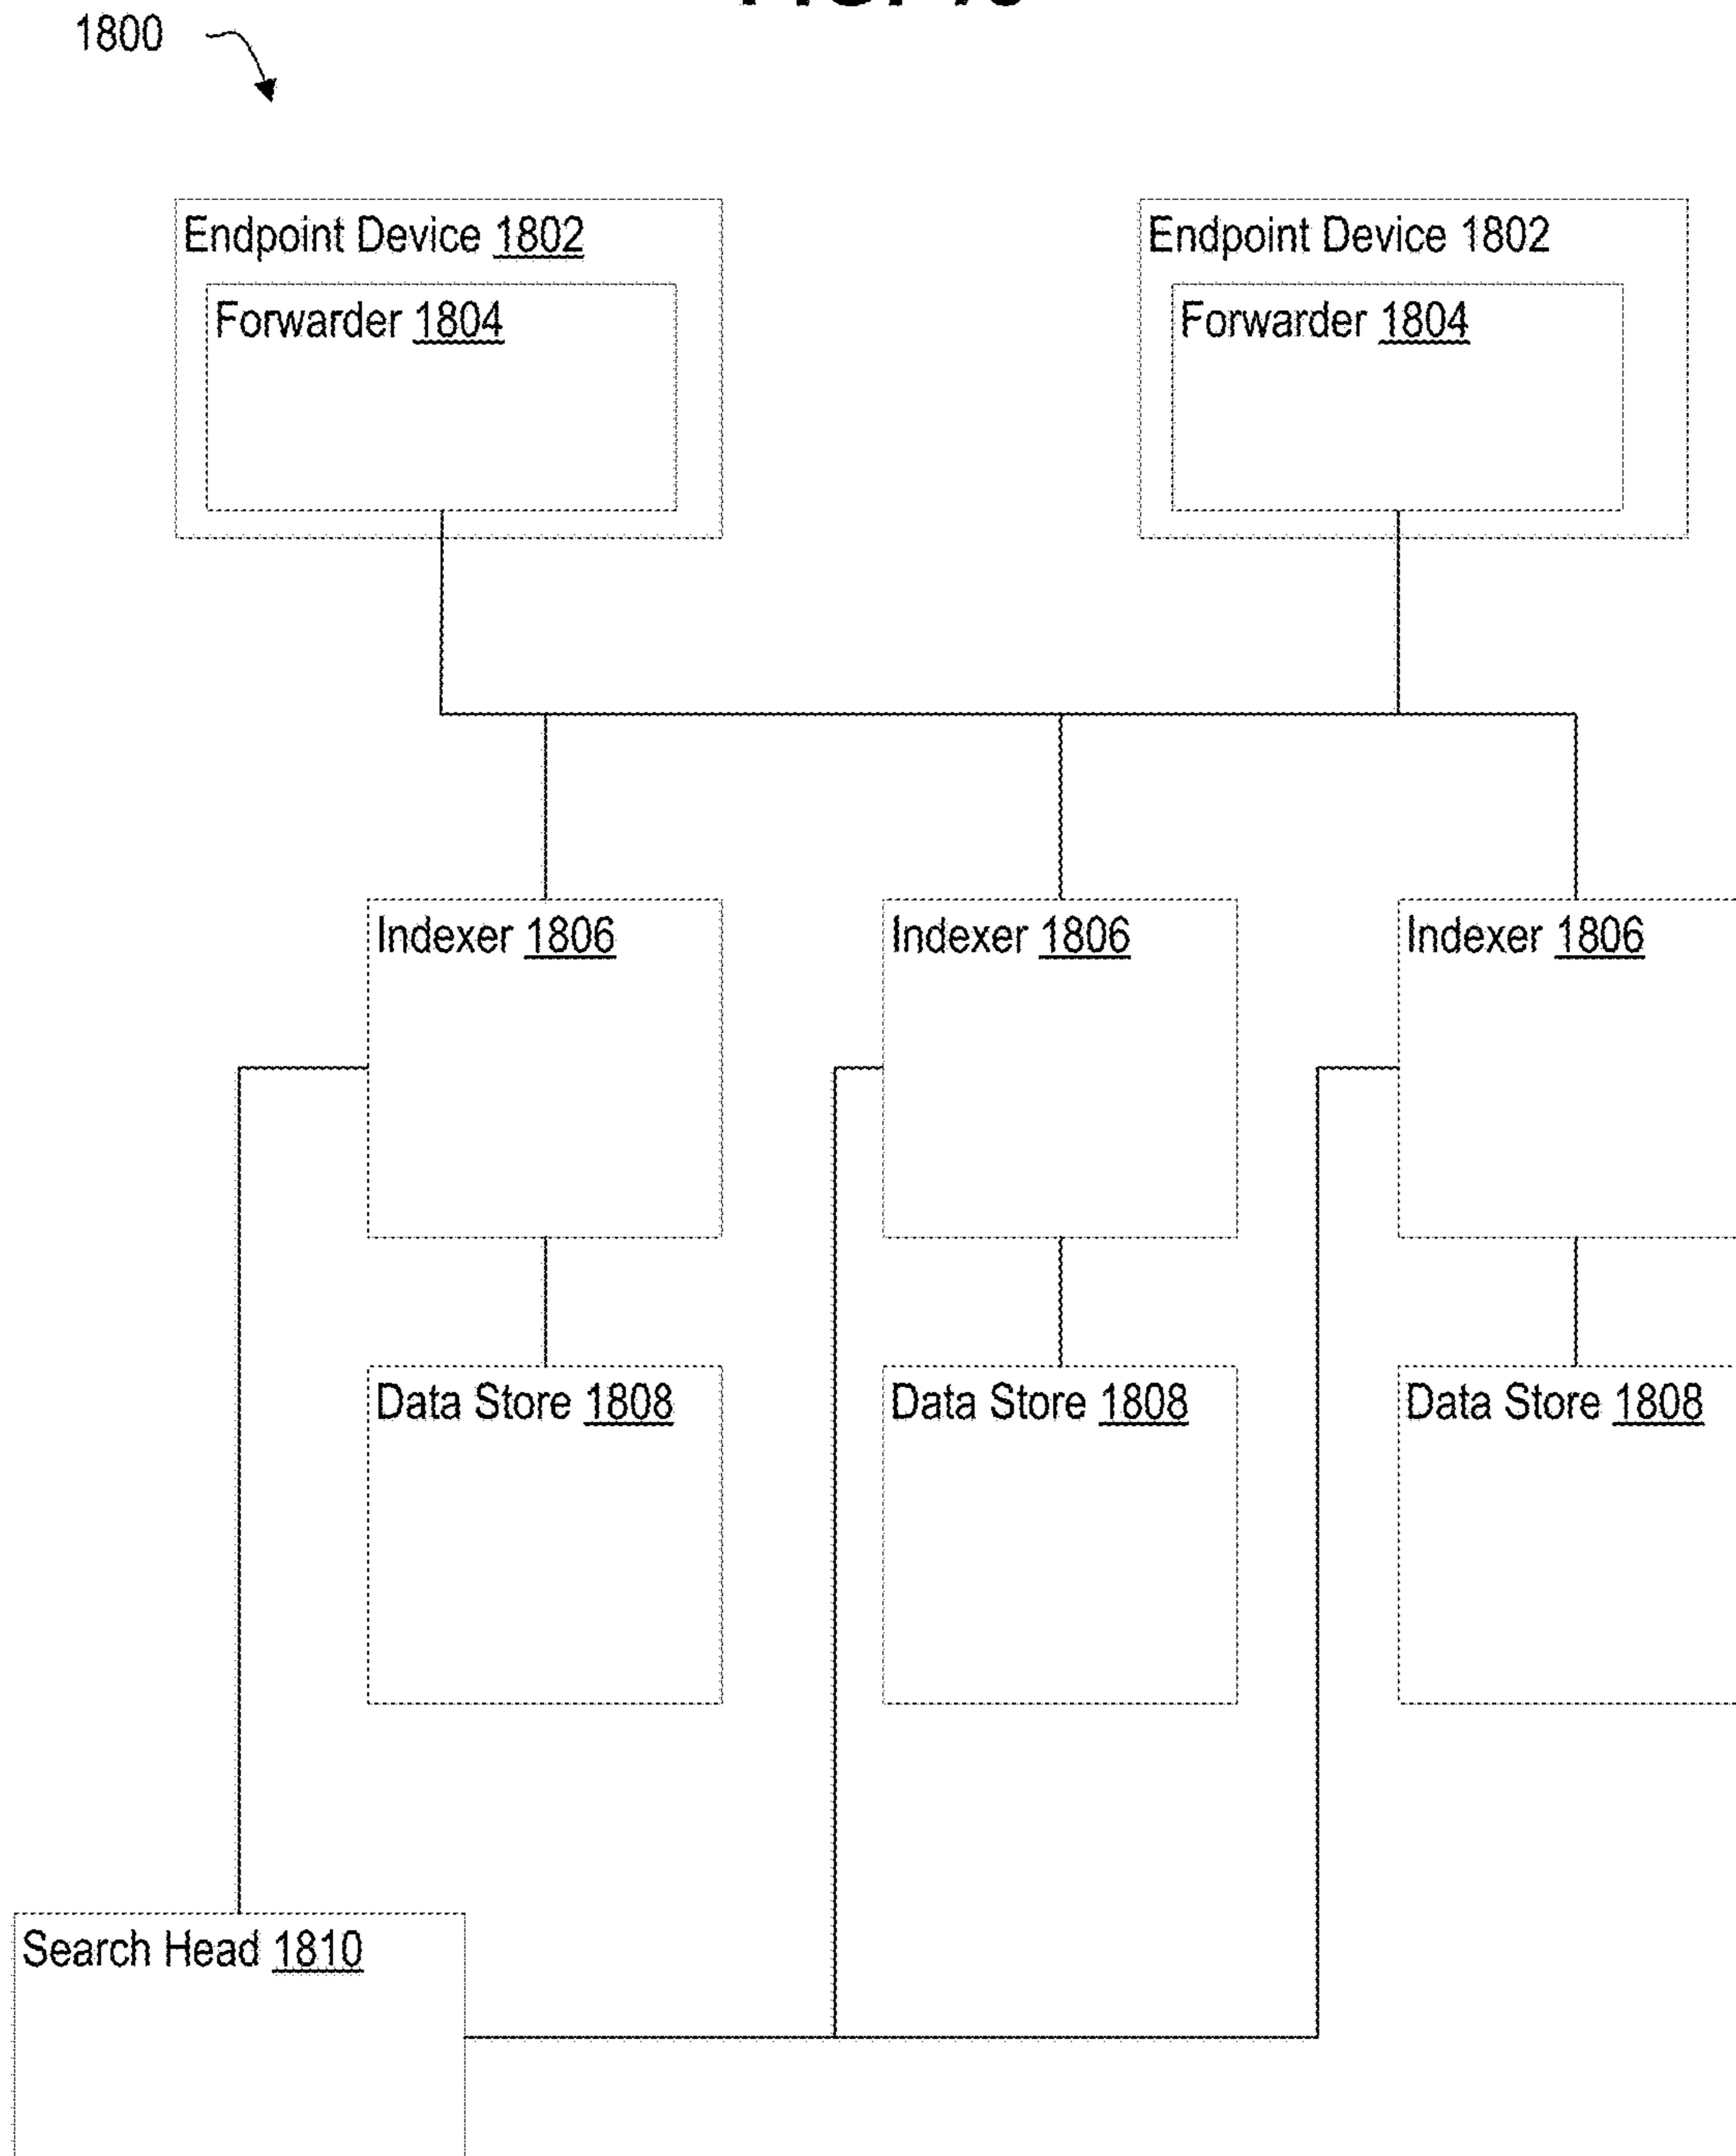 1800
Endpoint Device 1802
Endpoint Device 1802
Forwarder 1804
Forwarder 1804
Indexer 1806
Indexer 1806
Indexer 1806
Data Store 1808
Data Store 1808
Data Store 1808
Search Head 1810